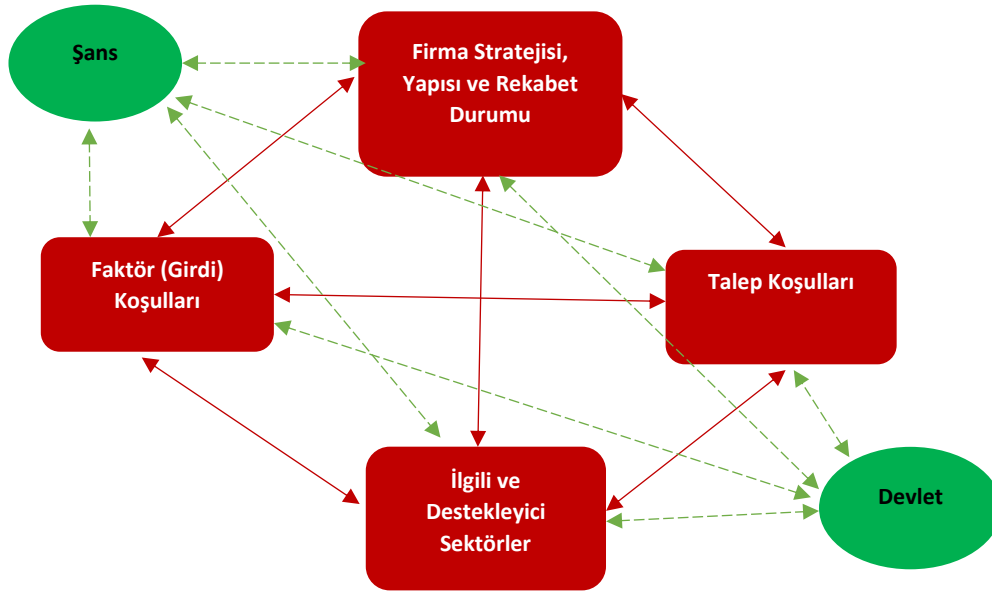 Şans
Firma Stratejisi,
Yapısı ve Rekabet
Durumu
Faktör (Girdi)
Koşulları
Talep Koşulları
İlgili ve
Destekleyici
Sektörler
Devlet